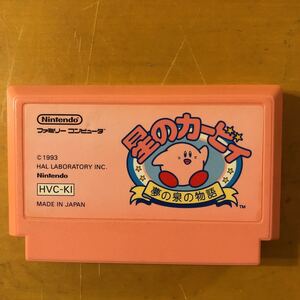 Nintendo
ファミリー コンピュータ
© 1993
HAL LABORATORY INC.
Nintendo
HVC-KI
MADE IN JAPAN
星のカービィ
夢の泉の物語
TM